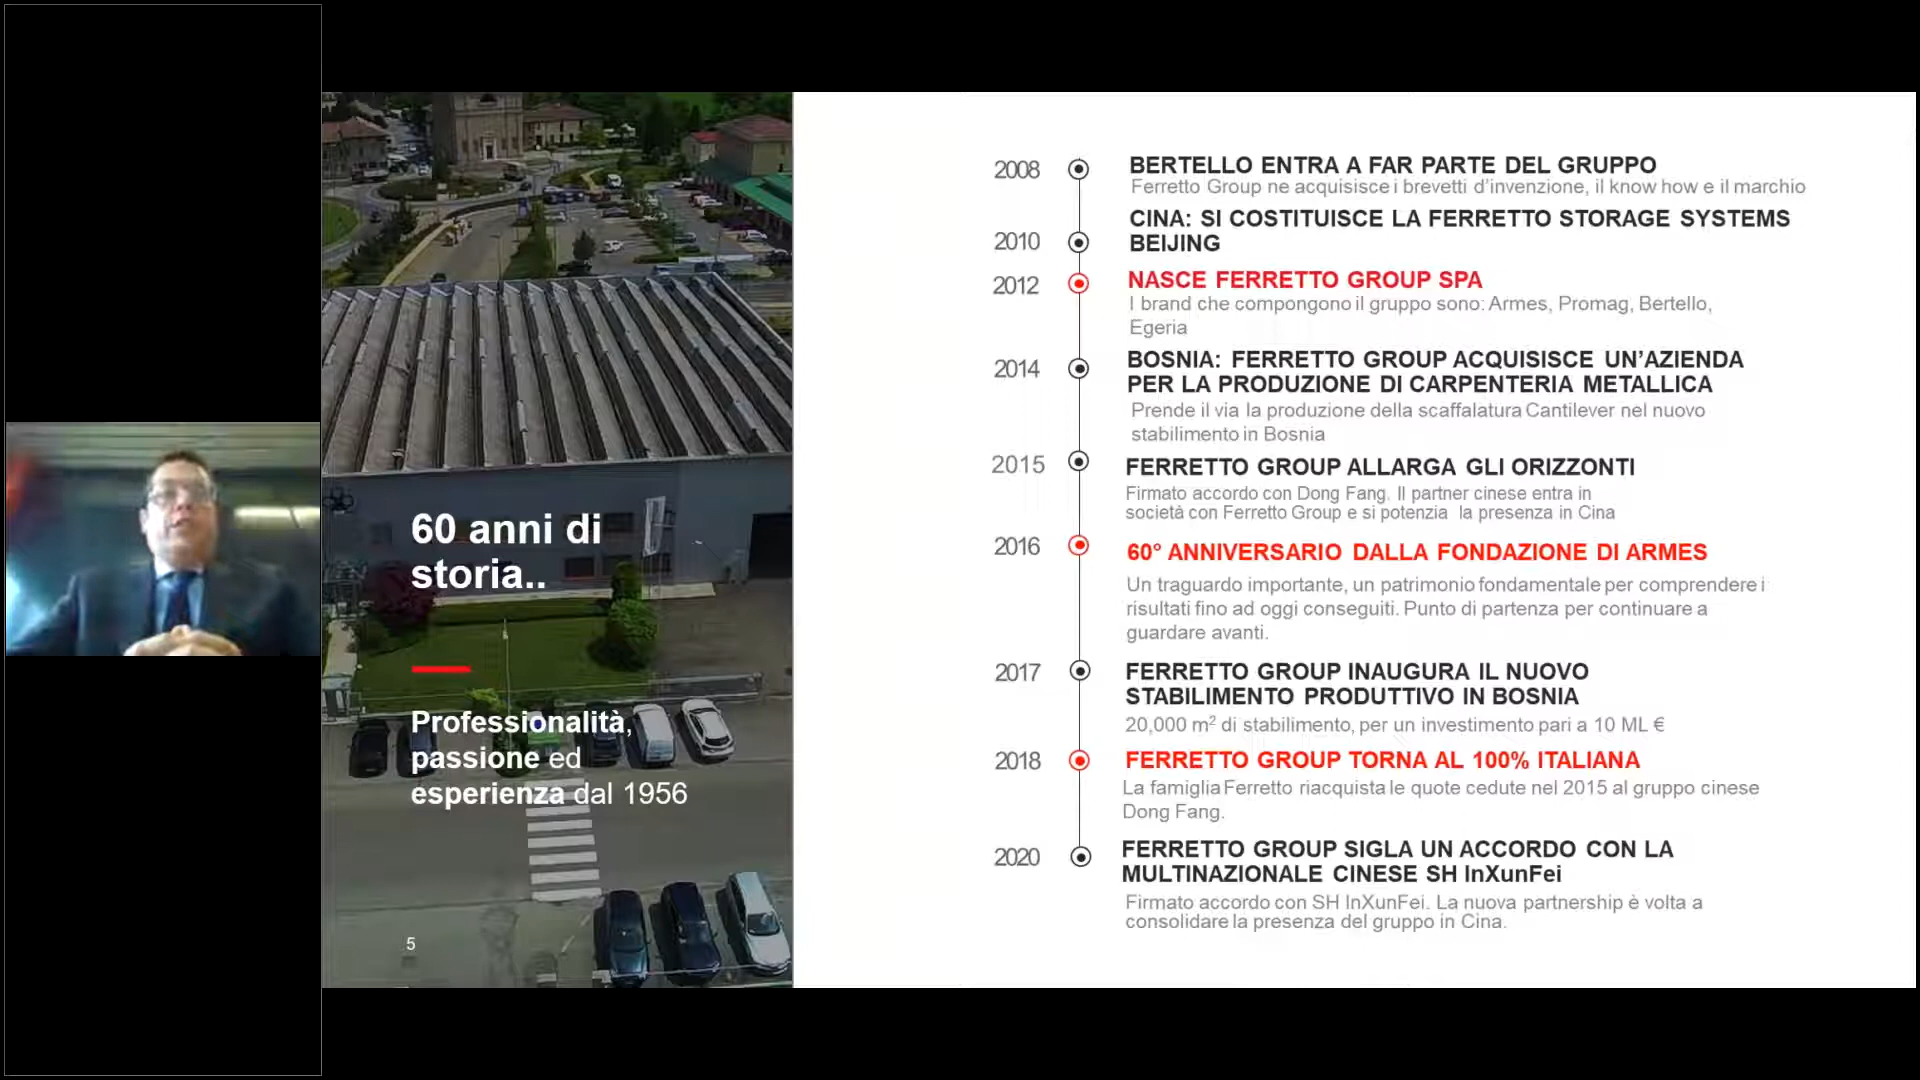 60 anni di
storia..
Professionalità,
passione ed
esperienza dal 1956
5
2008
BERTELLO ENTRA A FAR PARTE DEL GRUPPO
Ferretto Group ne acquisisce i brevetti d'invenzione, il know how e il marchio
2010
CINA: SI COSTITUISCE LA FERRETTO STORAGE SYSTEMS
BEIJING
2012
NASCE FERRETTO GROUP SPA
I brand che compongono il gruppo sono: Armes, Promag, Bertello,
Egeria
2014
BOSNIA: FERRETTO GROUP ACQUISISCE UN'AZIENDA
PER LA PRODUZIONE DI CARPENTERIA METALLICA
Prende il via la produzione della scaffalatura Cantilever nel nuovo
stabilimento in Bosnia
2015
FERRETTO GROUP ALLARGA GLI ORIZZONTI
Firmato accordo con Dong Fang. Il partner cinese entra in
società con Ferretto Group e si potenzia la presenza in Cina
2016
60° ANNIVERSARIO DALLA FONDAZIONE DI ARMES
Un traguardo importante, un patrimonio fondamentale per comprendere i
risultati fino ad oggi conseguiti. Punto di partenza per continuare a
guardare avanti.
2017
FERRETTO GROUP INAUGURA IL NUOVO
STABILIMENTO PRODUTTIVO IN BOSNIA
20,000 m² di stabilimento, per un investimento pari a 10 ML €
2018
FERRETTO GROUP TORNA AL 100% ITALIANA
La famiglia Ferretto riacquista le quote cedute nel 2015 al gruppo cinese
Dong Fang.
2020
FERRETTO GROUP SIGLA UN ACCORDO CON LA
MULTINAZIONALE CINESE SH InXunFei
Firmato accordo con SH InXunFei. La nuova partnership è volta a
consolidare la presenza del gruppo in Cina.